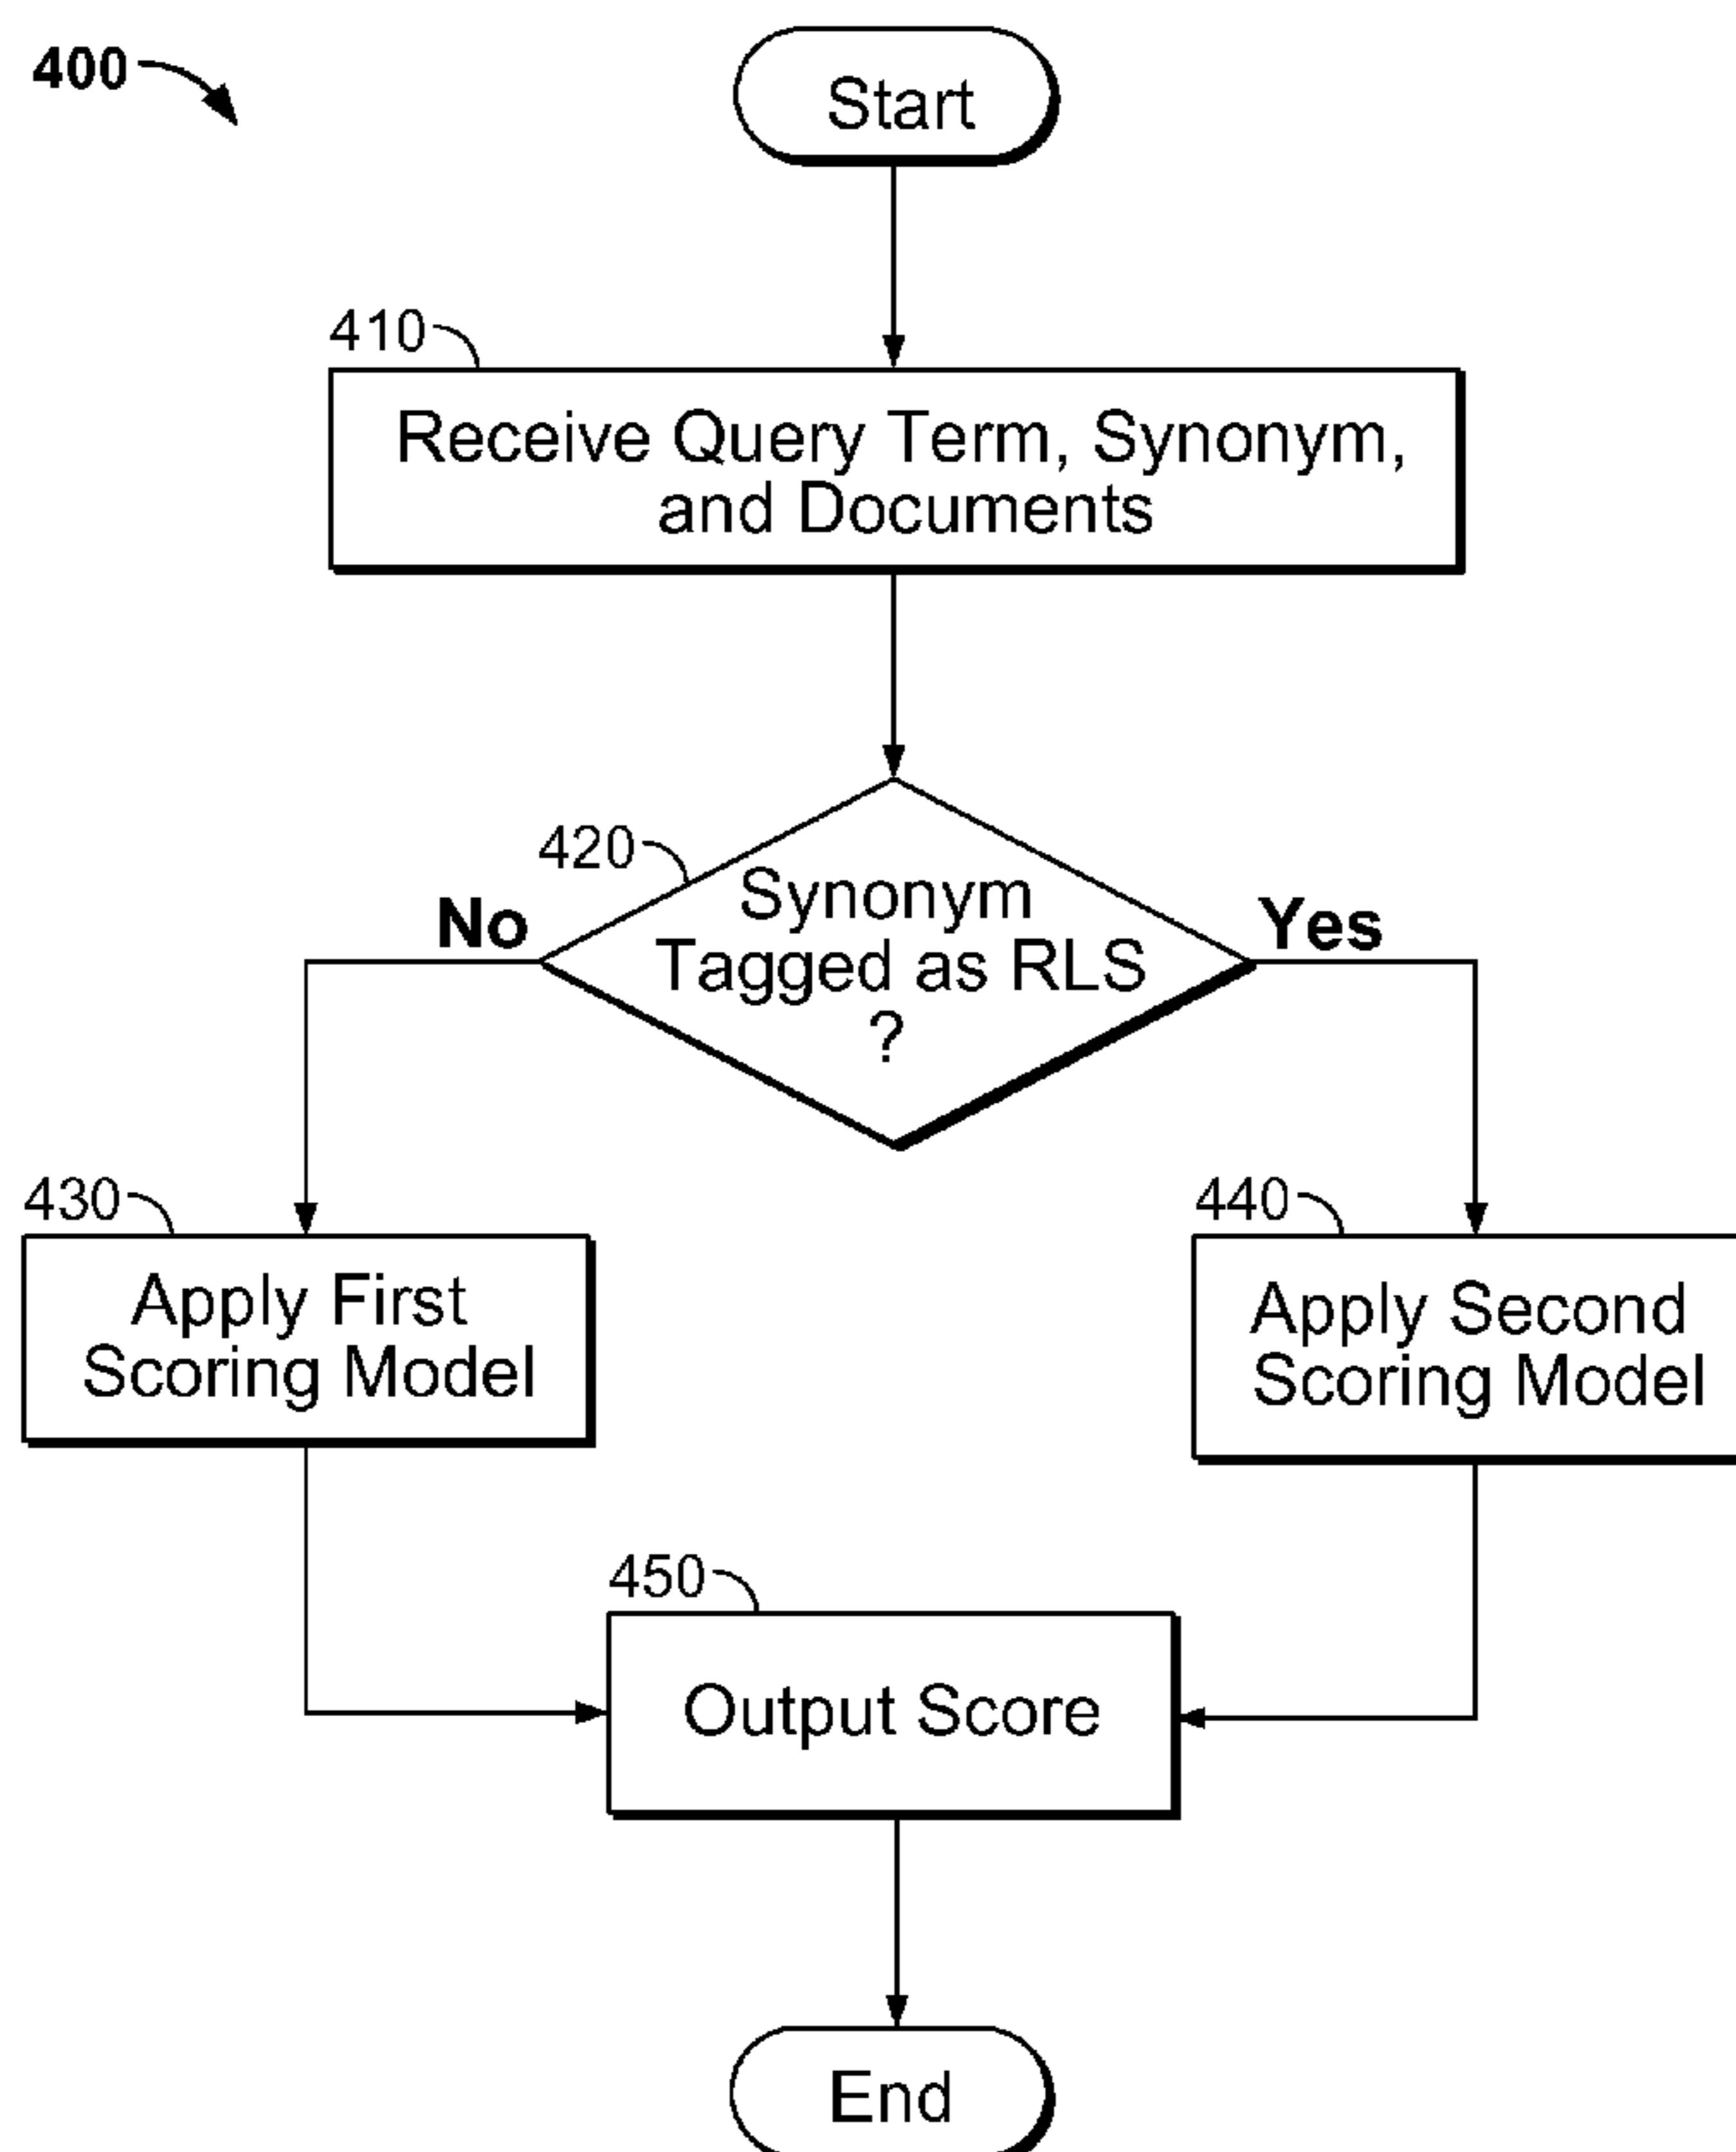 400
Start
410
Receive Query Term, Synonym,
and Documents
420
Synonym
Tagged as RLS
?
No
Yes
430
Apply First
Scoring Model
440
Apply Second
Scoring Model
450
Output Score
End